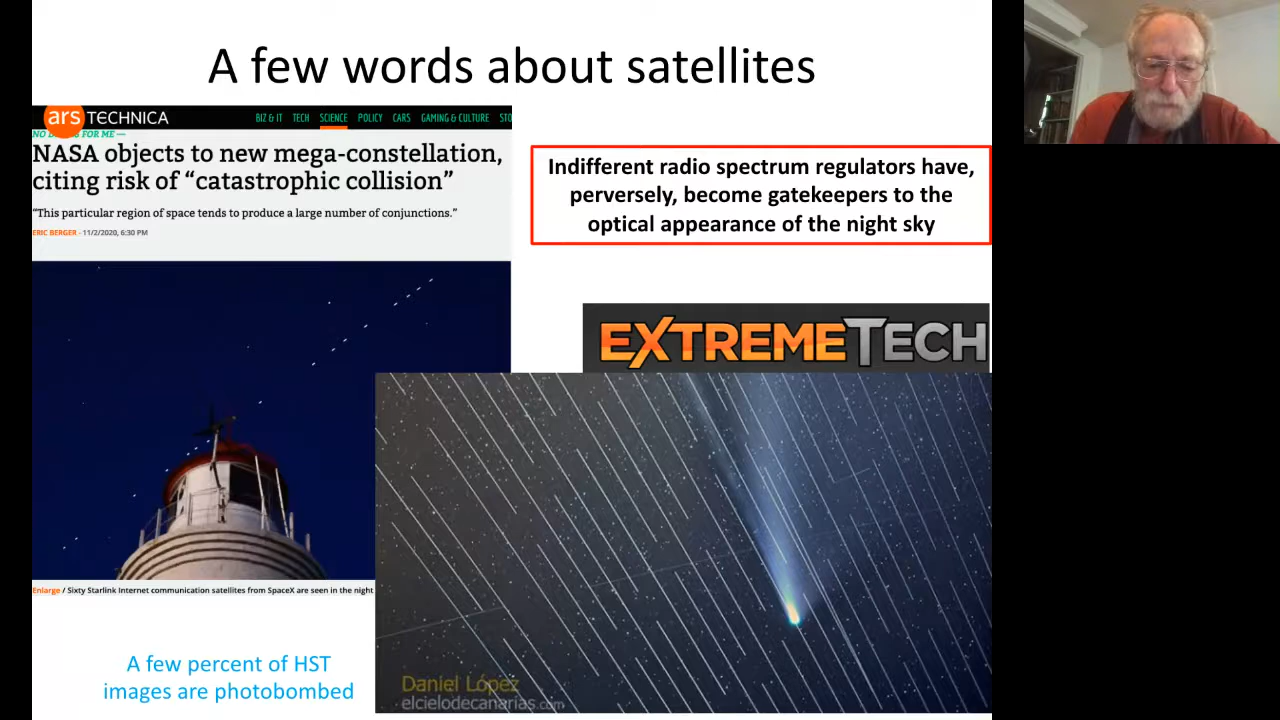 A few words about satellites
ars TECHNICA
BIZ & IT TECH SCIENCE POLICY CARS GAMING & CULTURE STO
FOR ME —
NASA objects to new mega-constellation,
citing risk of “catastrophic collision”
“This particular region of space tends to produce a large number of conjunctions.”
ERIC BERGER - 11/2/2020, 6:30 PM
Indifferent radio spectrum regulators have,
perversely, become gatekeepers to the
optical appearance of the night sky
EXTREMETECH
Enlarge / Sixty Starlink Internet communication satellites from SpaceX are seen in the night
A few percent of HST
images are photobombed
Daniel López
elcielodecanarias.com